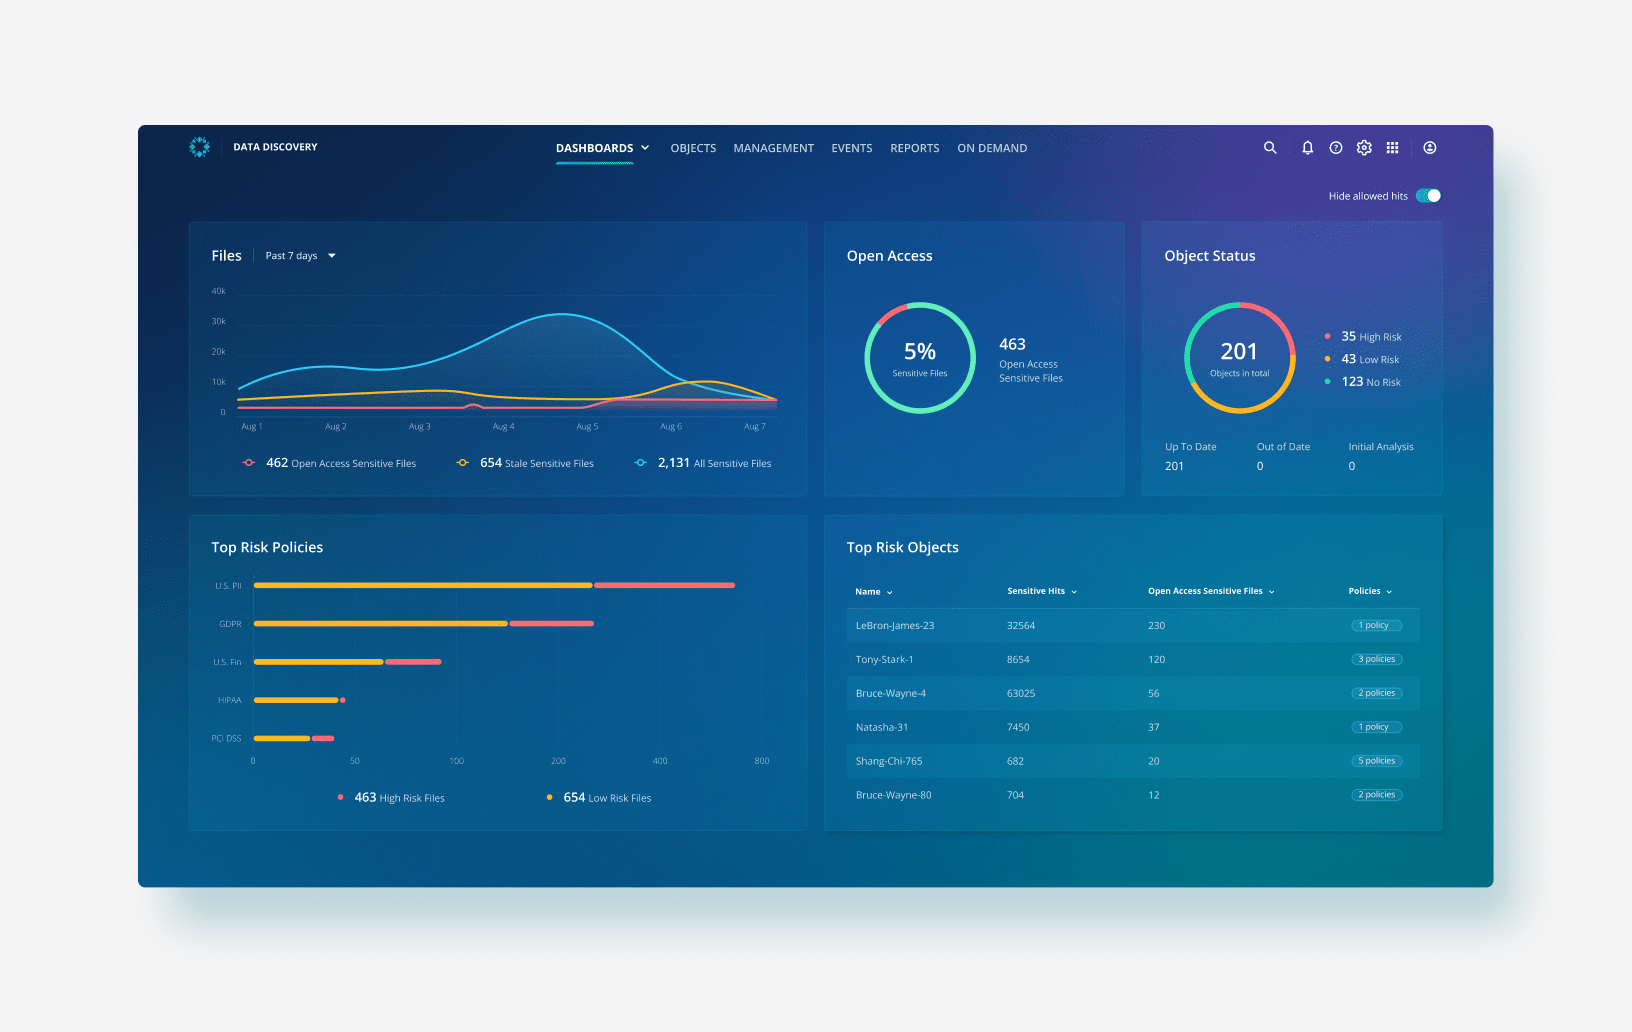 DATA DISCOVERY
DASHBOARDS OBJECTS MANAGEMENT EVENTS REPORTS ON DEMAND
Hide allowed hits
Files Past 7 days
40k
30k
20k
10k
0
Aug 1 Aug 2 Aug 3 Aug 4 Aug 5 Aug 6 Aug 7
462 Open Access Sensitive Files 654 Stale Sensitive Files 2,131 All Sensitive Files
Open Access
5%
Sensitive Files
463
Open Access
Sensitive Files
Object Status
201
Objects in total
35 High Risk
43 Low Risk
123 No Risk
Up To Date Out of Date Initial Analysis
201 0 0
Top Risk Policies
U.S. PII
GDPR
U.S. Fin
HIPAA
PCI DSS
0 50 100 200 400 800
463 High Risk Files 654 Low Risk Files
Top Risk Objects
Name Sensitive Hits Open Access Sensitive Files Policies
LeBron-James-23 32564 230 1 policy
Tony-Stark-1 8654 120 3 policies
Bruce-Wayne-4 63025 56 2 policies
Natasha-31 7450 37 1 policy
Shang-Chi-765 682 20 5 policies
Bruce-Wayne-80 704 12 2 policies